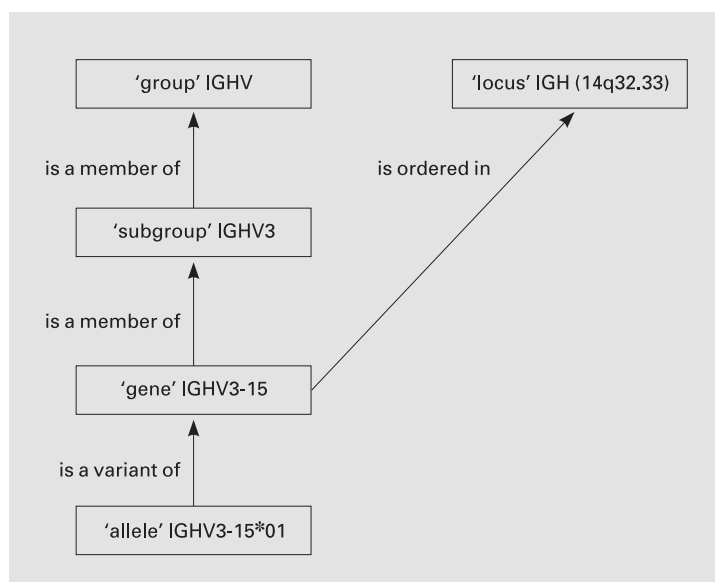 ‘group’ IGHV
‘locus’ IGH (14q32.33)
is a member of
is ordered in
‘subgroup’ IGHV3
is a member of
‘gene’ IGHV3-15
is a variant of
‘allele’ IGHV3-15*01